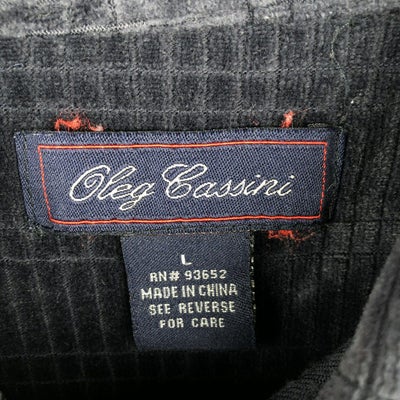 Oleg Cassini
L
RN# 93652
MADE IN CHINA
SEE REVERSE
FOR CARE